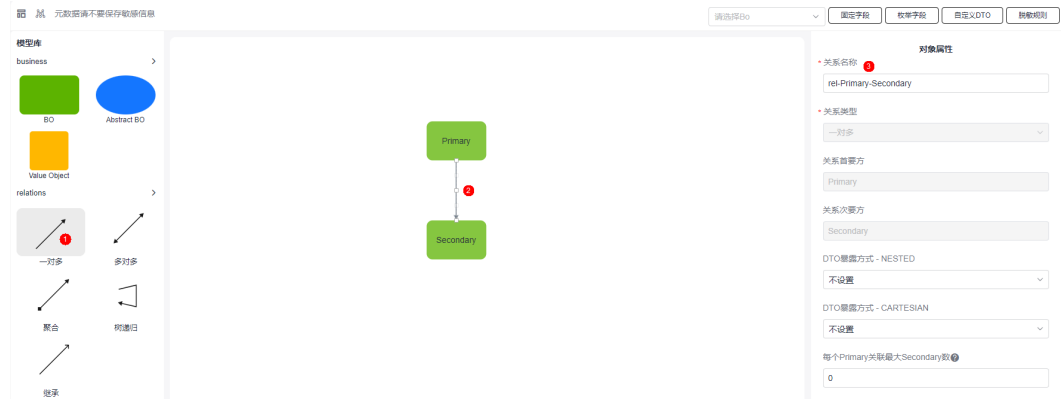 元数据请不要保存敏感信息
请选择Bo
固定字段
枚举字段
自定义DTO
脱敏规则
模型库
business
BO
Abstract BO
Value Object
relations
1
一对多
多对多
聚合
树递归
继承
Primary
2
Secondary
对象属性
* 关系名称
3
rel-Primary-Secondary
* 关系类型
一对多
关系首要方
Primary
关系次要方
Secondary
DTO暴露方式 - NESTED
不设置
DTO暴露方式 - CARTESIAN
不设置
每个Primary关联最大Secondary数?
0